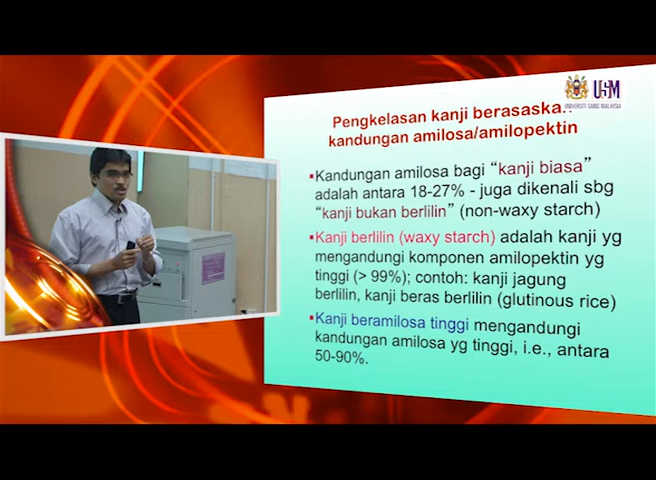 USM
UNIVERSITI SAINS MALAYSIA
Pengkelasan kanji berasaskan
kandungan amilosa/amilopektin
▪Kandungan amilosa bagi “kanji biasa”
adalah antara 18-27% - juga dikenali sbg
“kanji bukan berlilin” (non-waxy starch)
▪Kanji berlilin (waxy starch) adalah kanji yg
mengandungi komponen amilopektin yg
tinggi (> 99%); contoh: kanji jagung
berlilin, kanji beras berlilin (glutinous rice)
▪Kanji beramilosa tinggi mengandungi
kandungan amilosa yg tinggi, i.e., antara
50-90%.